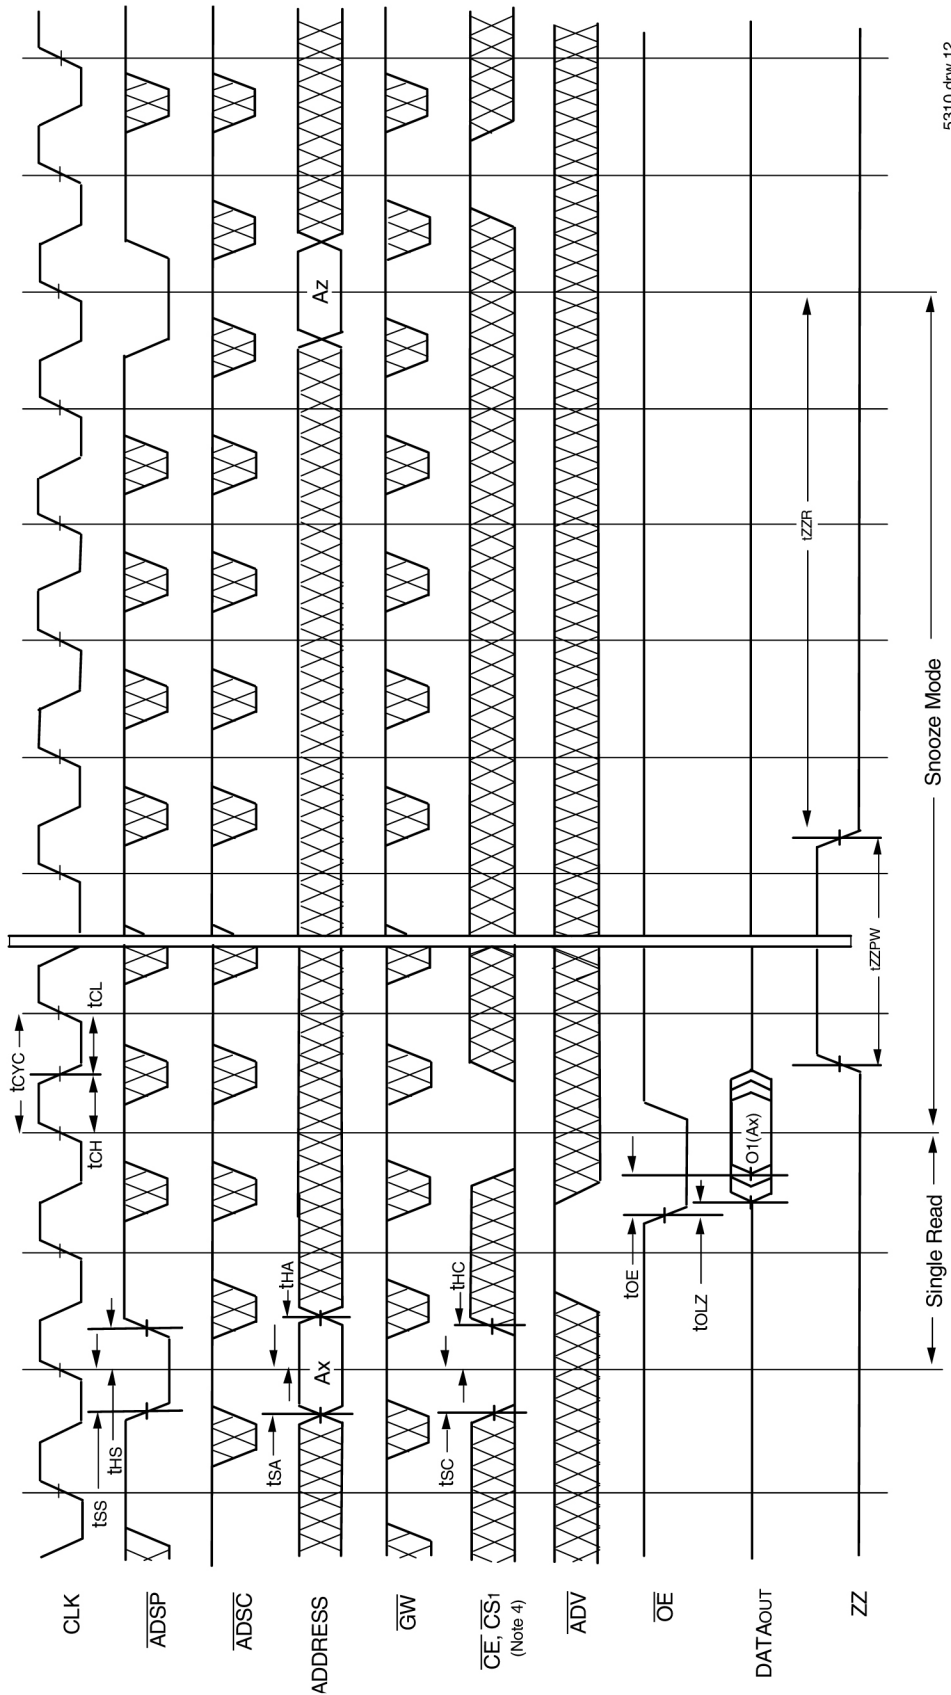 CLK
ADSP
ADSC
ADDRESS
GW
CE, CS1
(Note 4)
ADV
OE
DATAOUT
ZZ
tCYC
tCH
tCL
tSS
tHS
tSA
tHA
Ax
Az
tSC
tHC
tOE
tOLZ
O1(Ax)
tZZPW
tZZR
Single Read
Snooze Mode
5310 drw 12